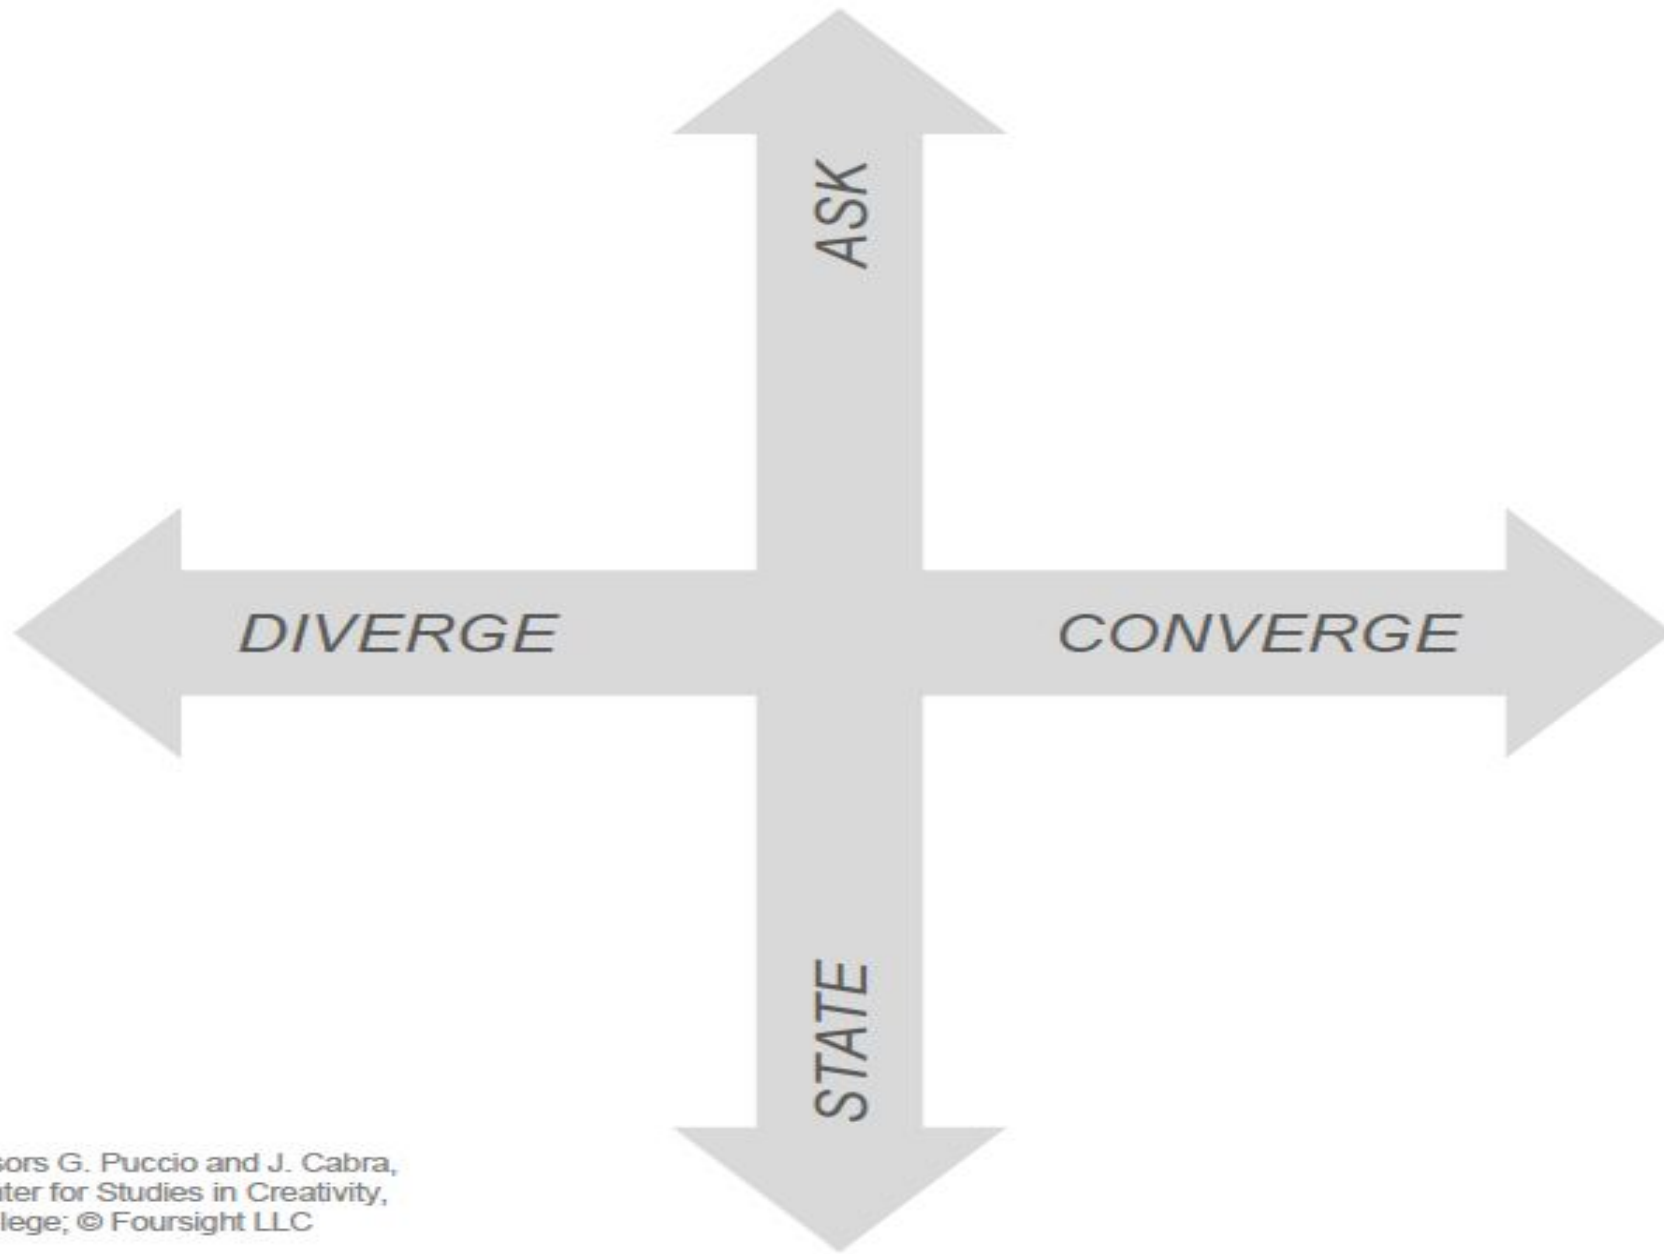 ASK
DIVERGE
CONVERGE
STATE
sors G. Puccio and J. Cabra,
ter for Studies in Creativity,
lege; © Foursight LLC